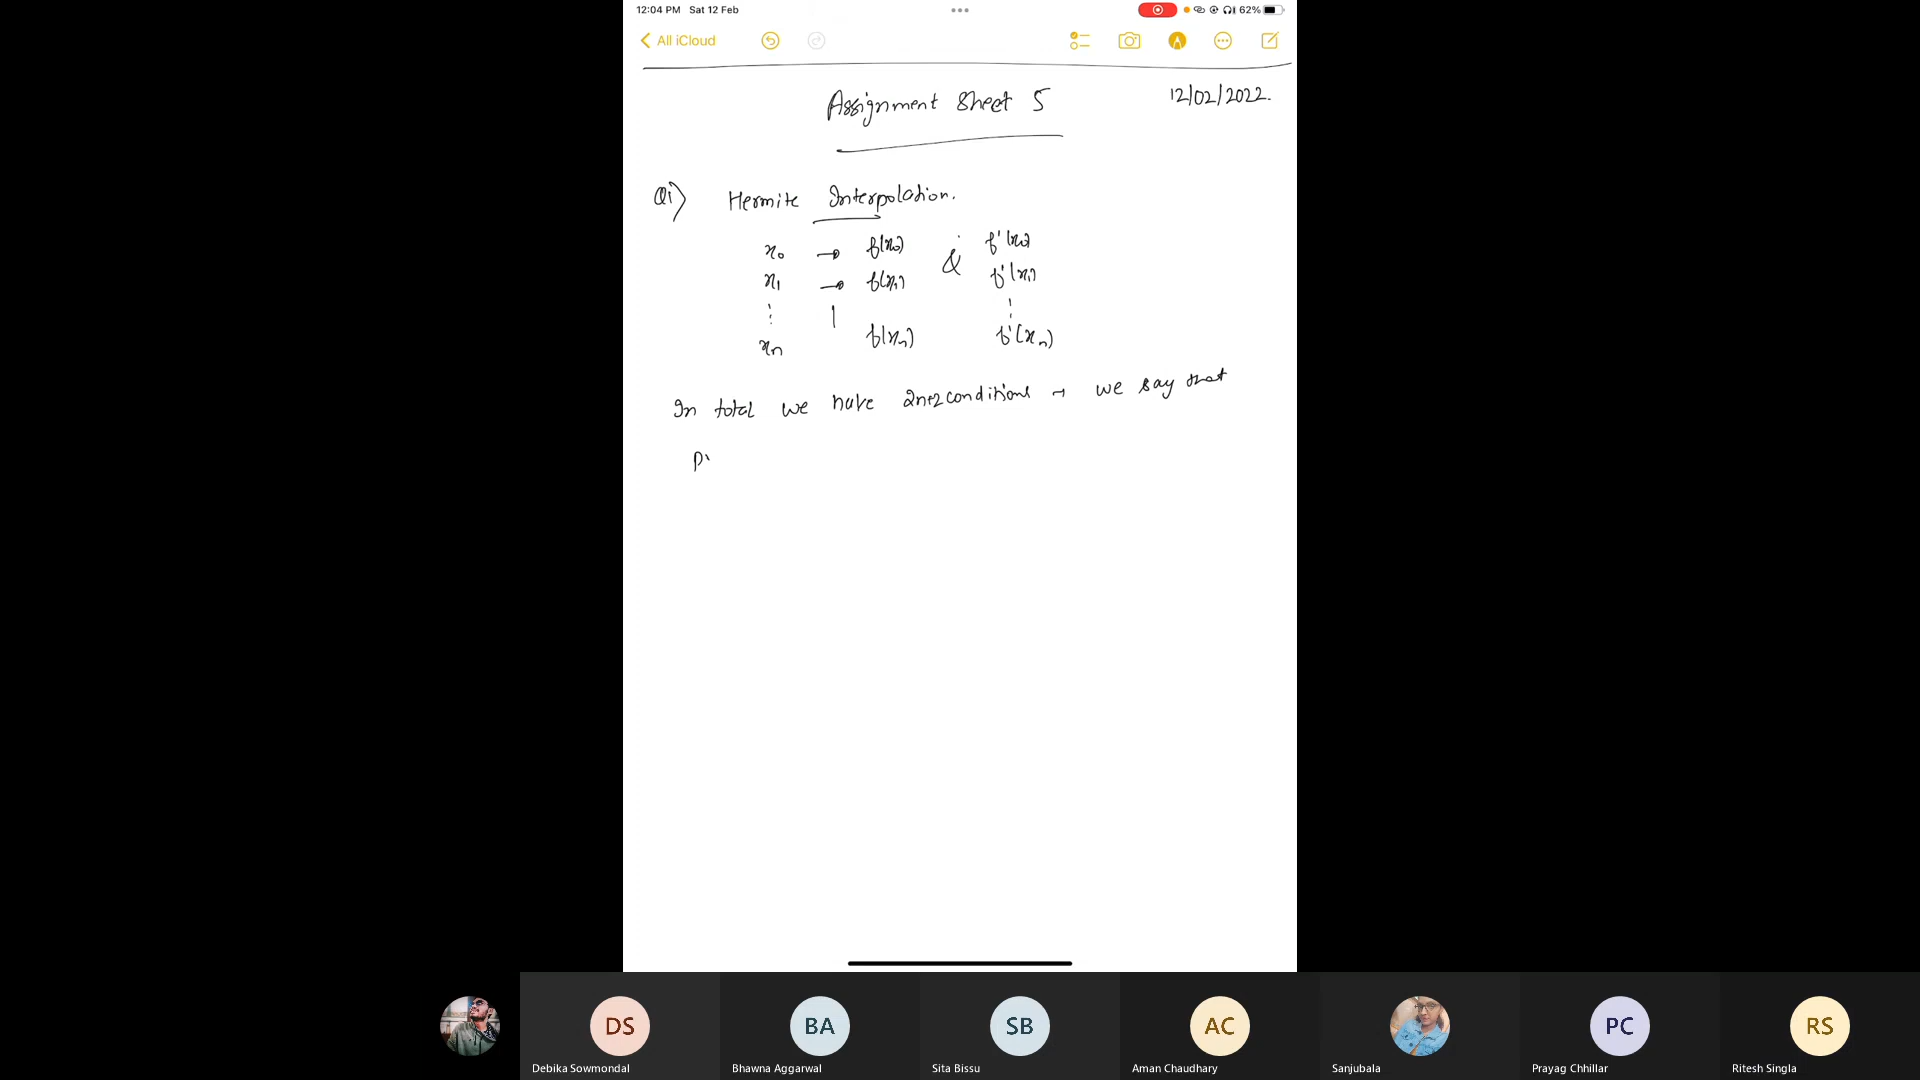 12:04 PM Sat 12 Feb
62%
All iCloud
Assignment Sheet 5
12/02/2022.
Q1) Hermite Interpolation.
x₀ → f(x₀) & f'(x₀)
x₁ → f(x₁) f'(x₁)
⋮ | ⋮
xₙ f(xₙ) f'(xₙ)
In total we have 2n+2 conditions → we say that
DS
BA
SB
AC
PC
RS
Debika Sowmondal
Bhawna Aggarwal
Sita Bissu
Aman Chaudhary
Sanjubala
Prayag Chhillar
Ritesh Singla